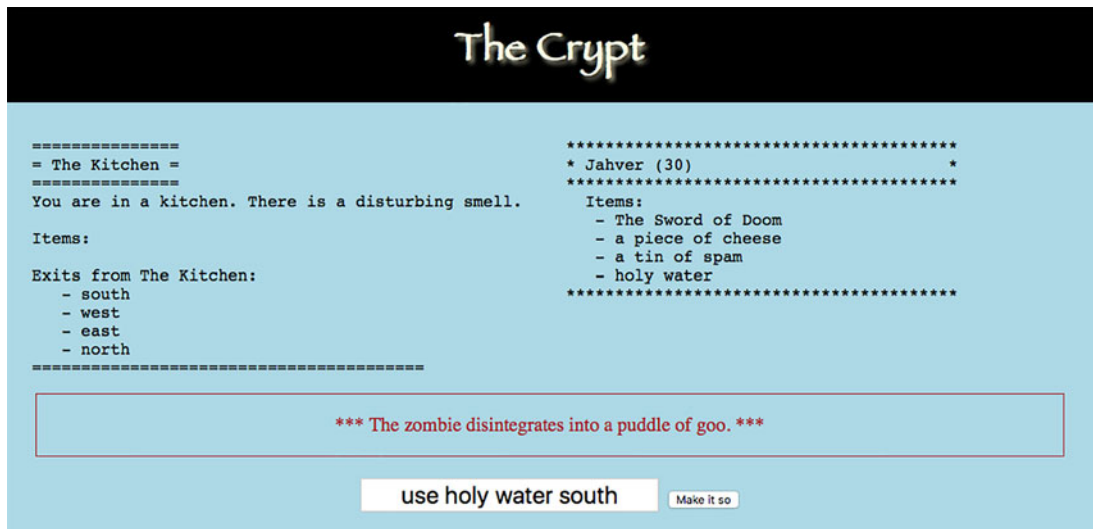 The Crypt
===============
= The Kitchen =
===============
You are in a kitchen. There is a disturbing smell.
Items:
Exits from The Kitchen:
- south
- west
- east
- north
========================================
****************************************
* Jahver (30) *
****************************************
Items:
- The Sword of Doom
- a piece of cheese
- a tin of spam
- holy water
****************************************
*** The zombie disintegrates into a puddle of goo. ***
use holy water south
Make it so